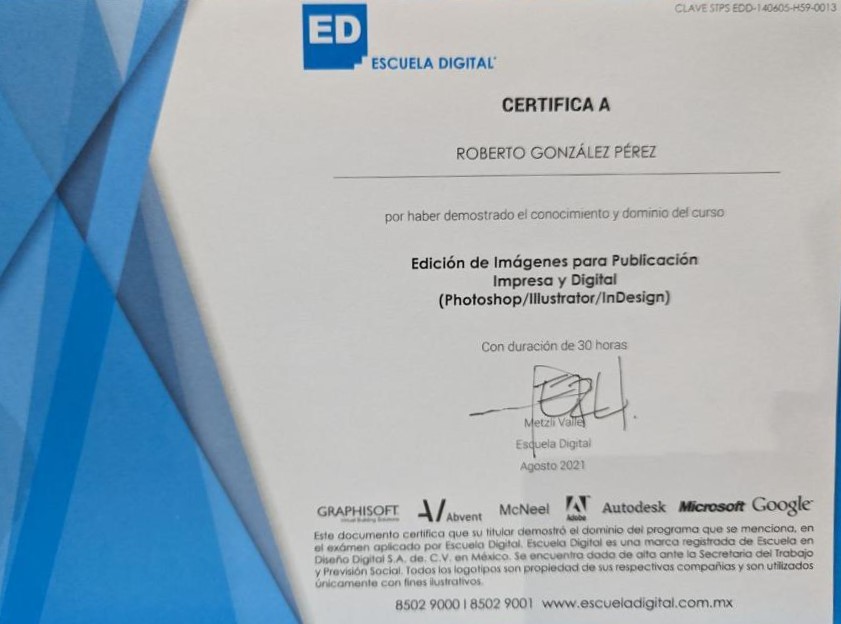 CLAVE STPS EDD-140605-H59-0013
ED
ESCUELA DIGITAL
CERTIFICA A
ROBERTO GONZÁLEZ PÉREZ
por haber demostrado el conocimiento y dominio del curso
Edición de Imágenes para Publicación
Impresa y Digital
(Photoshop/Illustrator/InDesign)
Con duración de 30 horas
Metzli Valle
Escuela Digital
Agosto 2021
GRAPHISOFT Abvent McNeel Adobe Autodesk Microsoft Google
Virtual Building Solutions
Este documento certifica que su titular demostró el dominio del programa que se menciona, en
el exámen aplicado por Escuela Digital. Escuela Digital es una marca registrada de Escuela en
Diseño Digital S.A. de. C.V. en México. Se encuentra dada de alta ante la Secretaria del Trabajo
y Previsión Social. Todos los logotipos son propiedad de sus respectivas compañias y son utilizados
únicamente con fines ilustrativos.
8502 9000 | 8502 9001 www.escueladigital.com.mx